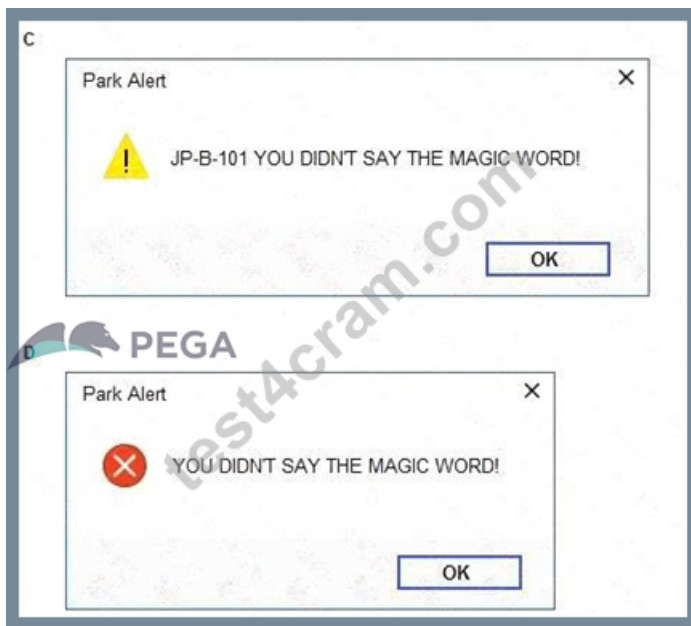 C
Park Alert
JP-B-101 YOU DIDN'T SAY THE MAGIC WORD!
OK
D
PEGA
test4cram.com
Park Alert
YOU DIDN'T SAY THE MAGIC WORD!
OK